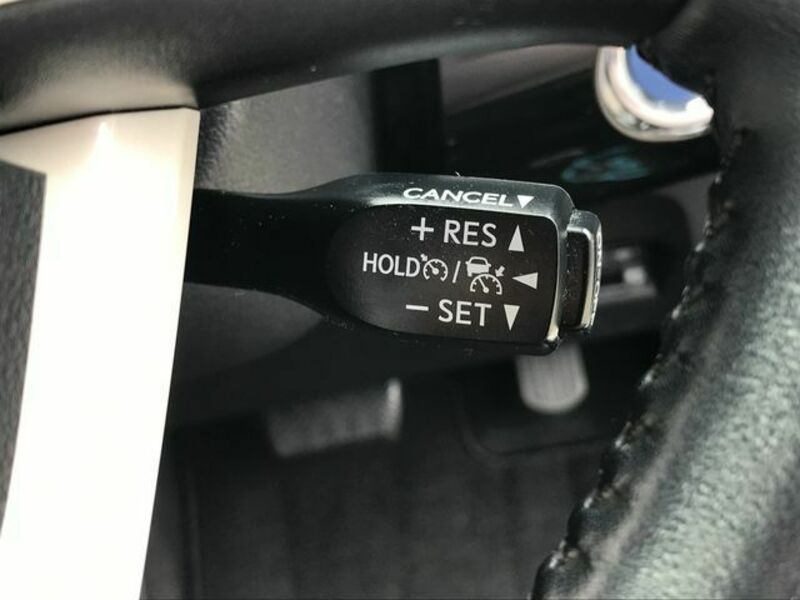 CANCEL▼
+ RES ▲
HOLD / ◀
− SET ▼